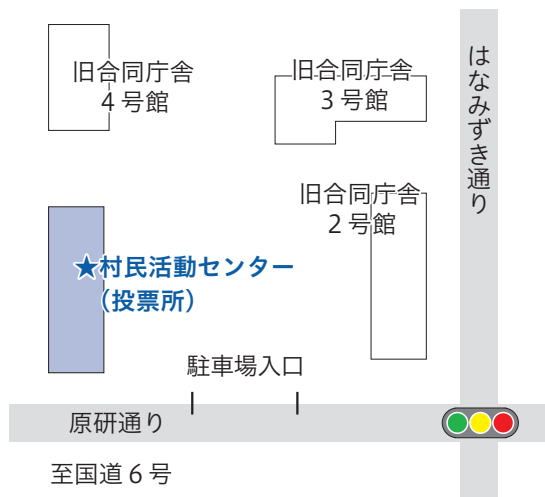 旧合同庁舎
4号館
旧合同庁舎
3号館
はなみずき通り
旧合同庁舎
2号館
★村民活動センター
(投票所)
駐車場入口
原研通り
至国道6号